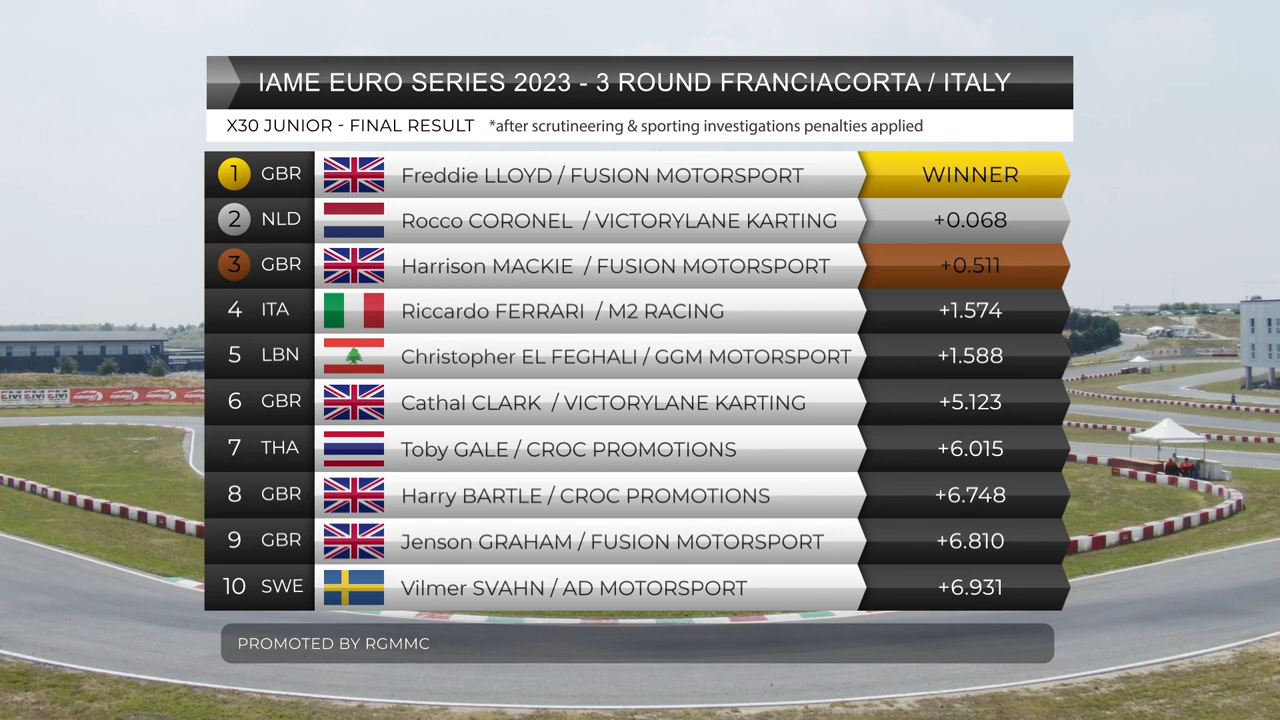 IAME EURO SERIES 2023 - 3 ROUND FRANCIACORTA / ITALY
X30 JUNIOR - FINAL RESULT *after scrutineering & sporting investigations penalties applied
1 GBR Freddie LLOYD / FUSION MOTORSPORT WINNER
2 NLD Rocco CORONEL / VICTORYLANE KARTING +0.068
3 GBR Harrison MACKIE / FUSION MOTORSPORT +0.511
4 ITA Riccardo FERRARI / M2 RACING +1.574
5 LBN Christopher EL FEGHALI / GGM MOTORSPORT +1.588
6 GBR Cathal CLARK / VICTORYLANE KARTING +5.123
7 THA Toby GALE / CROC PROMOTIONS +6.015
8 GBR Harry BARTLE / CROC PROMOTIONS +6.748
9 GBR Jenson GRAHAM / FUSION MOTORSPORT +6.810
10 SWE Vilmer SVAHN / AD MOTORSPORT +6.931
PROMOTED BY RGMMC